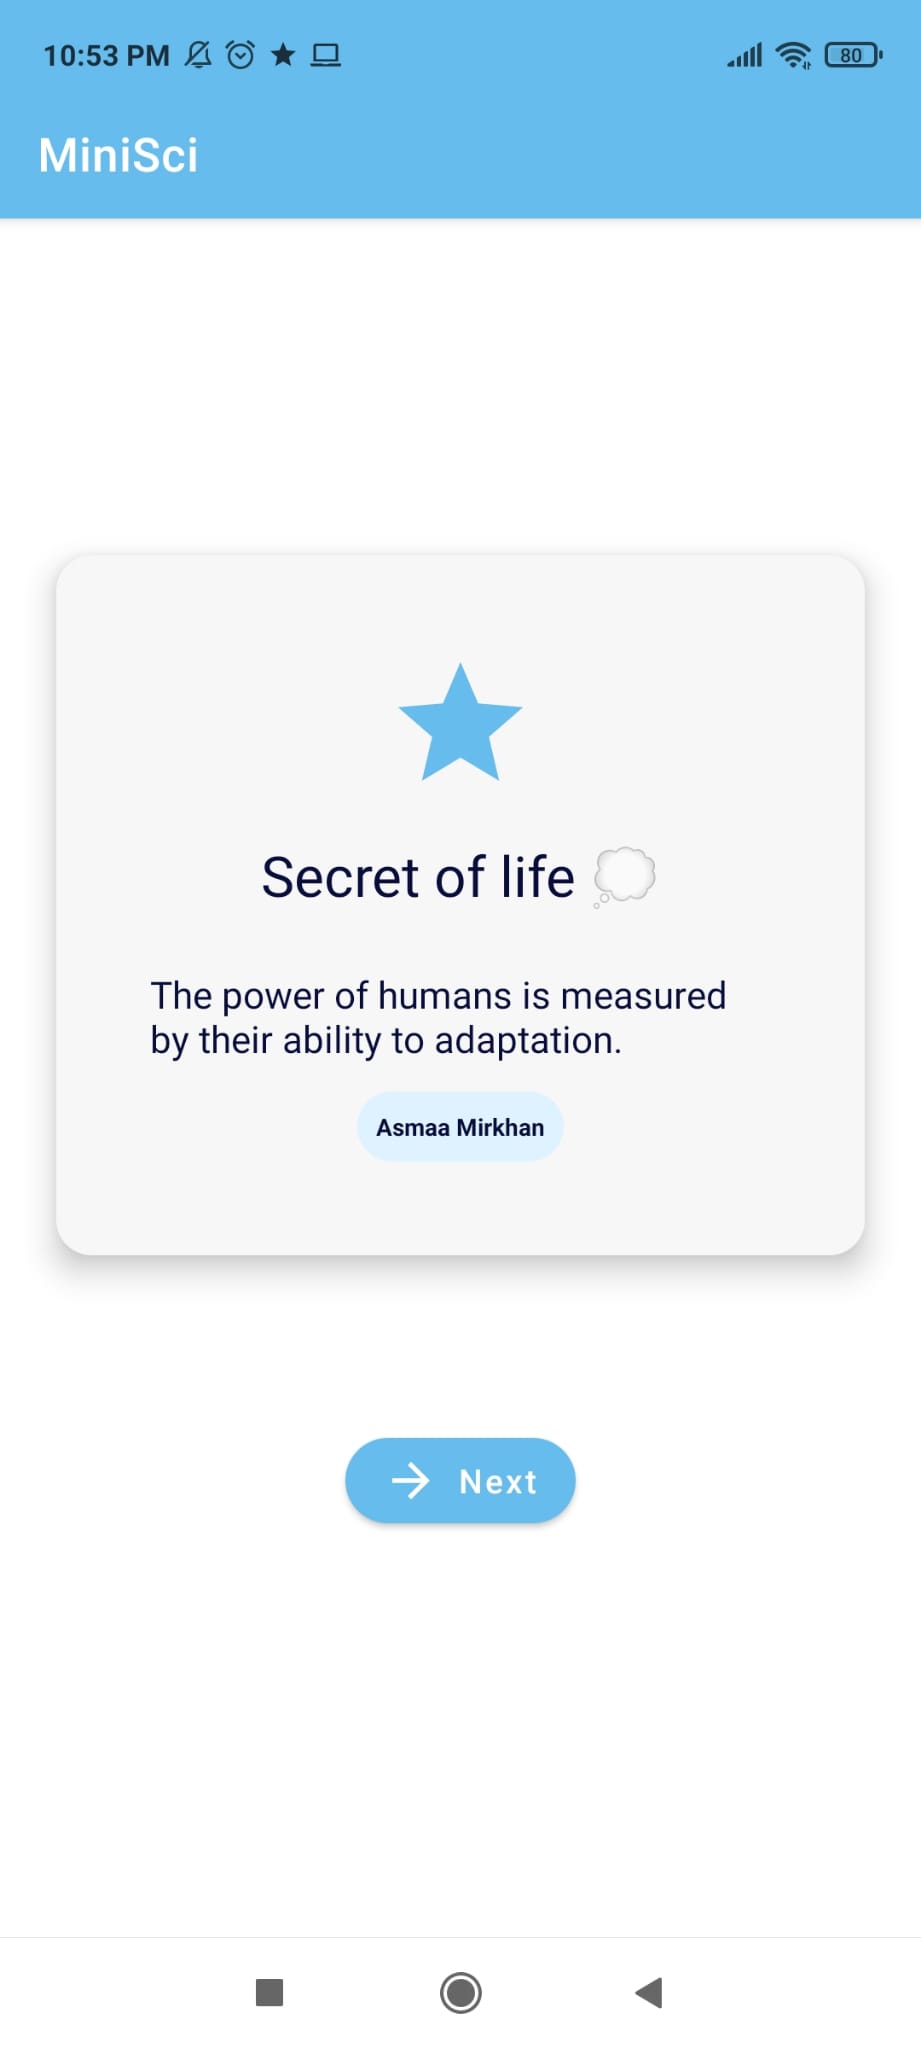 10:53 PM
80
MiniSci
Secret of life 💭
The power of humans is measured
by their ability to adaptation.
Asmaa Mirkhan
Next